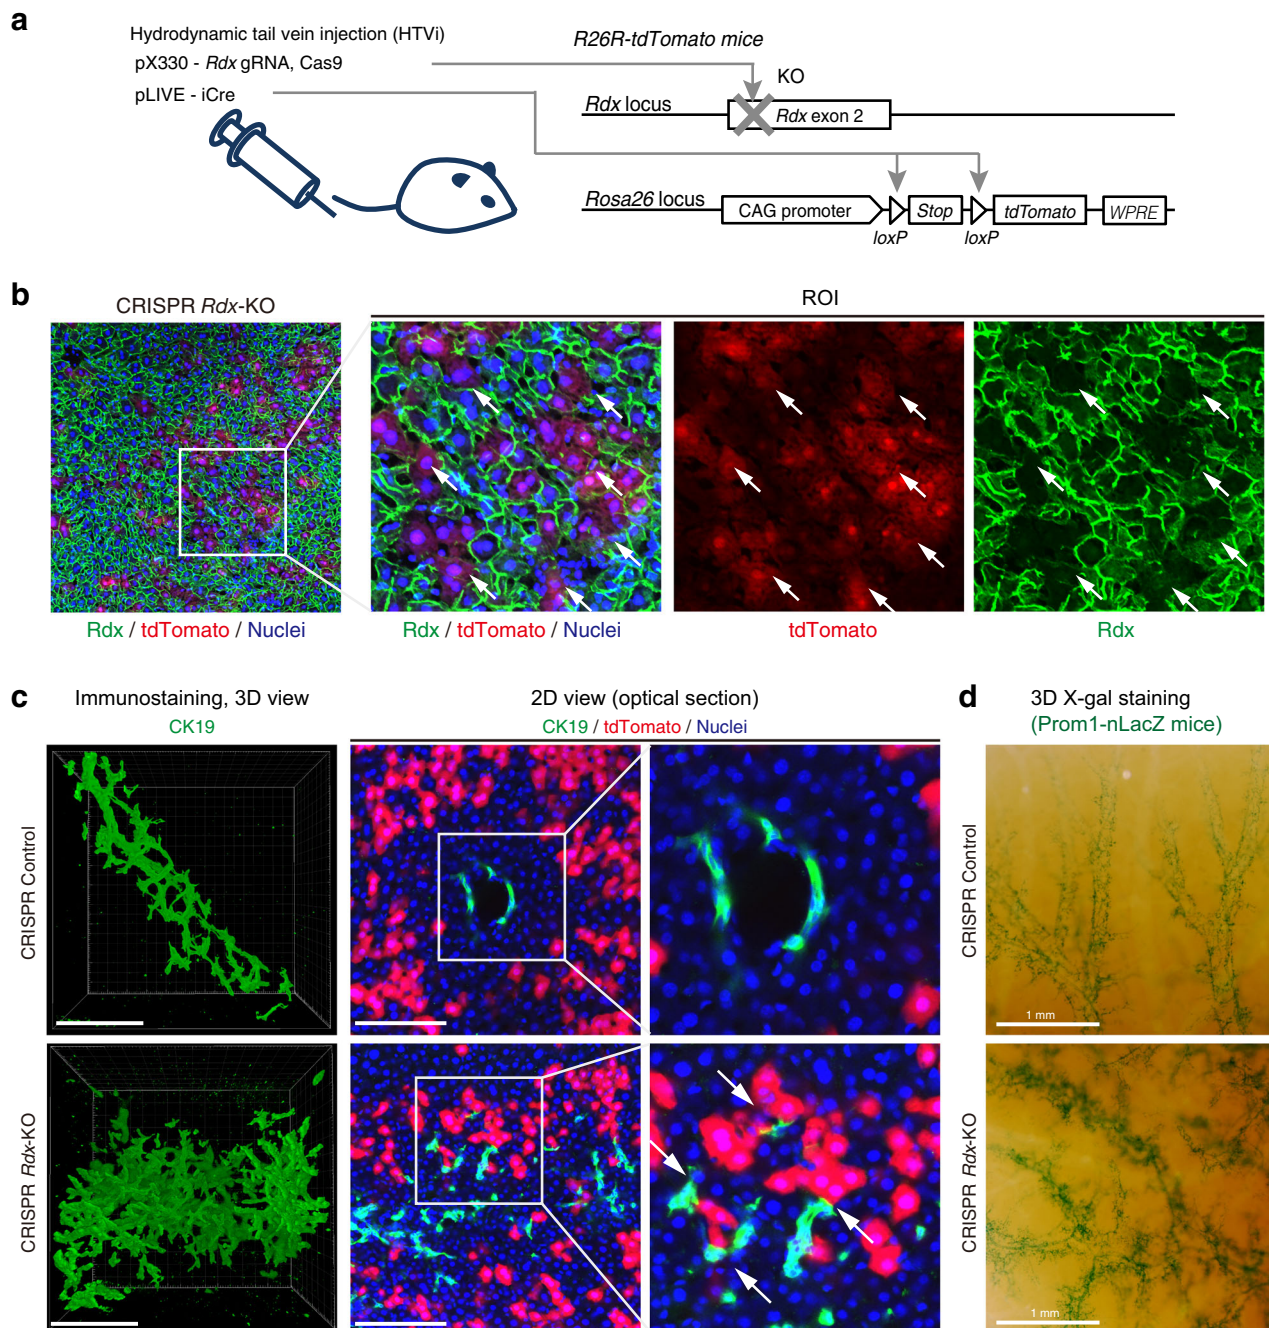 a
Hydrodynamic tail vein injection (HTVi)
pX330 - Rdx gRNA, Cas9
pLIVE - iCre
R26R-tdTomato mice
KO
Rdx locus
Rdx exon 2
Rosa26 locus
CAG promoter
Stop
tdTomato
WPRE
loxP
loxP
b
CRISPR Rdx-KO
ROI
Rdx / tdTomato / Nuclei
Rdx / tdTomato / Nuclei
tdTomato
Rdx
c
Immunostaining, 3D view
CK19
2D view (optical section)
CK19 / tdTomato / Nuclei
CRISPR Control
CRISPR Rdx-KO
d
3D X-gal staining
(Prom1-nLacZ mice)
CRISPR Control
1 mm
CRISPR Rdx-KO
1 mm